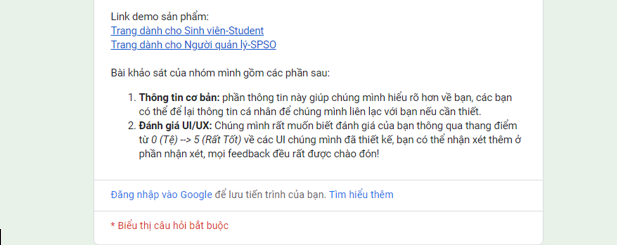 Link demo sản phẩm:
Trang dành cho Sinh viên-Student
Trang dành cho Người quản lý-SPSO
Bài khảo sát của nhóm mình gồm các phần sau:
1. Thông tin cơ bản: phần thông tin này giúp chúng mình hiểu rõ hơn về bạn, các bạn
có thể để lại thông tin cá nhân để chúng mình liên lạc với bạn nếu cần thiết.
2. Đánh giá UI/UX: Chúng mình rất muốn biết đánh giá của bạn thông qua thang điểm
từ 0 (Tệ) --> 5 (Rất Tốt) về các UI chúng mình đã thiết kế, bạn có thể nhận xét thêm ở
phần nhận xét, mọi feedback đều rất được chào đón!
Đăng nhập vào Google để lưu tiến trình của bạn. Tìm hiểu thêm
* Biểu thị câu hỏi bắt buộc